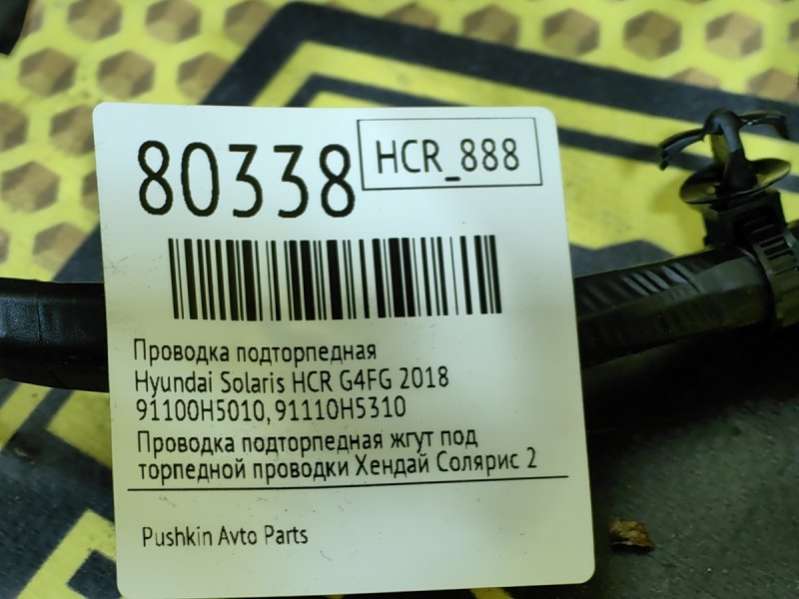 80338
HCR_888
Проводка подторпедная
Hyundai Solaris HCR G4FG 2018
91100H5010, 91110H5310
Проводка подторпедная жгут под
торпедной проводки Хендай Солярис 2
Pushkin Avto Parts